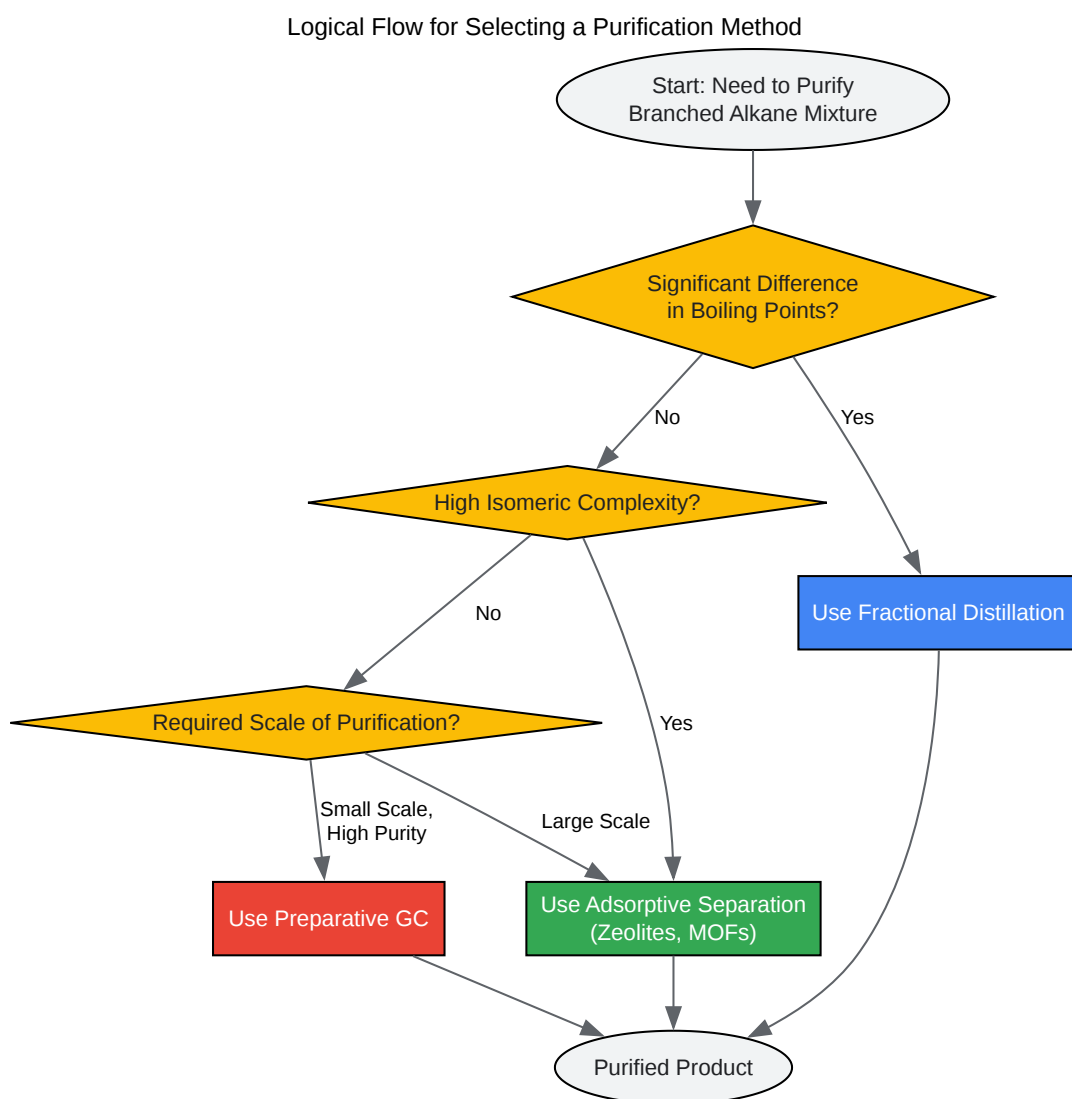 Logical Flow for Selecting a Purification Method
Start: Need to Purify
Branched Alkane Mixture
Significant Difference
in Boiling Points?
No
Yes
High Isomeric Complexity?
Use Fractional Distillation
No
Required Scale of Purification?
Yes
Small Scale,
High Purity
Large Scale
Use Preparative GC
Use Adsorptive Separation
(Zeolites, MOFs)
Purified Product